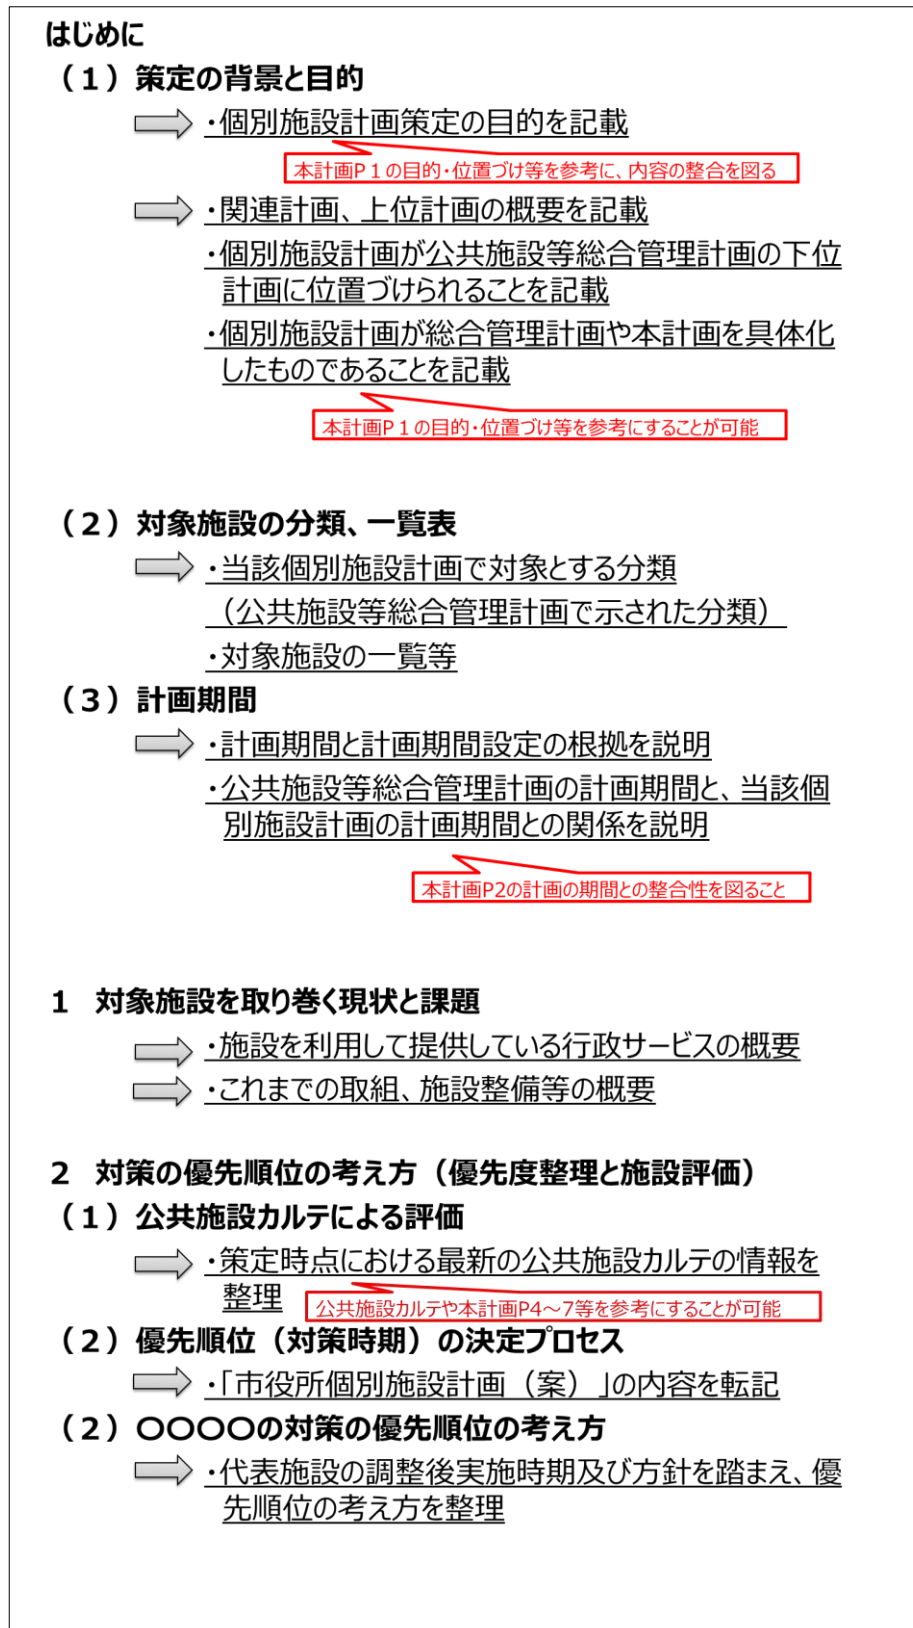 はじめに
（１）策定の背景と目的
・個別施設計画策定の目的を記載
本計画P１の目的・位置づけ等を参考に、内容の整合を図る
・関連計画、上位計画の概要を記載
・個別施設計画が公共施設等総合管理計画の下位
計画に位置づけられることを記載
・個別施設計画が総合管理計画や本計画を具体化
したものであることを記載
本計画P１の目的・位置づけ等を参考にすることが可能
（２）対象施設の分類、一覧表
・当該個別施設計画で対象とする分類
（公共施設等総合管理計画で示された分類）
・対象施設の一覧等
（３）計画期間
・計画期間と計画期間設定の根拠を説明
・公共施設等総合管理計画の計画期間と、当該個
別施設計画の計画期間との関係を説明
本計画P2の計画の期間との整合性を図ること
１　対象施設を取り巻く現状と課題
・施設を利用して提供している行政サービスの概要
・これまでの取組、施設整備等の概要
２　対策の優先順位の考え方（優先度整理と施設評価）
（１）公共施設カルテによる評価
・策定時点における最新の公共施設カルテの情報を
整理
公共施設カルテや本計画P4～7等を参考にすることが可能
（２）優先順位（対策時期）の決定プロセス
・「市役所個別施設計画（案）」の内容を転記
（２）〇〇〇〇の対策の優先順位の考え方
・代表施設の調整後実施時期及び方針を踏まえ、優
先順位の考え方を整理